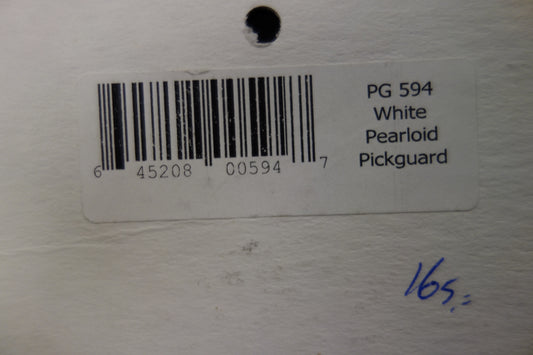 PG 594
White
Pearloid
Pickguard
6 45208 00594 7
165.=